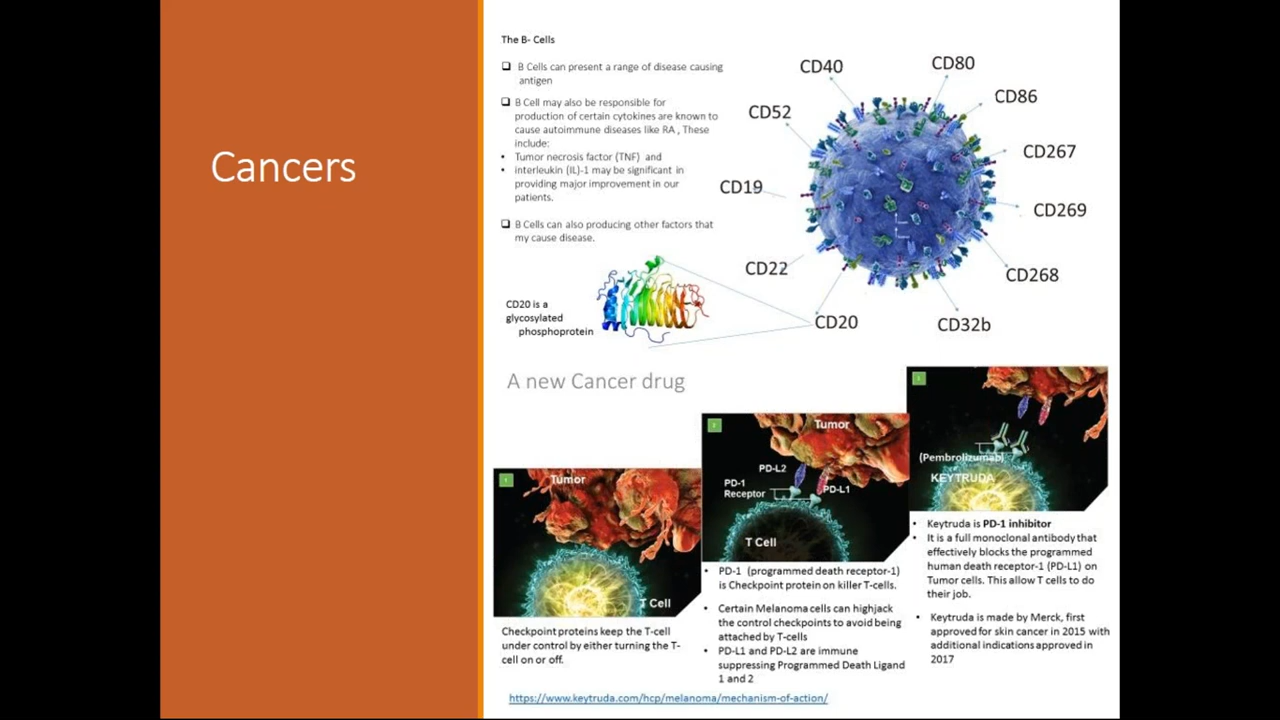 Cancers
The B- Cells
B Cells can present a range of disease causing
antigen
B Cell may also be responsible for
production of certain cytokines are known to
cause autoimmune diseases like RA , These
include:
• Tumor necrosis factor (TNF) and
• interleukin (IL)-1 may be significant in
providing major improvement in our
patients.
B Cells can also producing other factors that
my cause disease.
CD20 is a
glycosylated
phosphoprotein
CD40
CD80
CD86
CD52
CD267
CD19
CD269
CD22
CD268
CD20
CD32b
A new Cancer drug
1
Tumor
T Cell
Checkpoint proteins keep the T-cell
under control by either turning the T-
cell on or off.
2
Tumor
PD-L2
PD-1
Receptor
PD-L1
T Cell
• PD-1 (programmed death receptor-1)
is Checkpoint protein on killer T-cells.
• Certain Melanoma cells can highjack
the control checkpoints to avoid being
attached by T-cells
• PD-L1 and PD-L2 are immune
suppressing Programmed Death Ligand
1 and 2
(Pembrolizumab)
KEYTRUDA
• Keytruda is PD-1 inhibitor
• It is a full monoclonal antibody that
effectively blocks the programmed
human death receptor-1 (PD-L1) on
Tumor cells. This allow T cells to do
their job.
• Keytruda is made by Merck, first
approved for skin cancer in 2015 with
additional indications approved in
2017
https://www.keytruda.com/hcp/melanoma/mechanism-of-action/